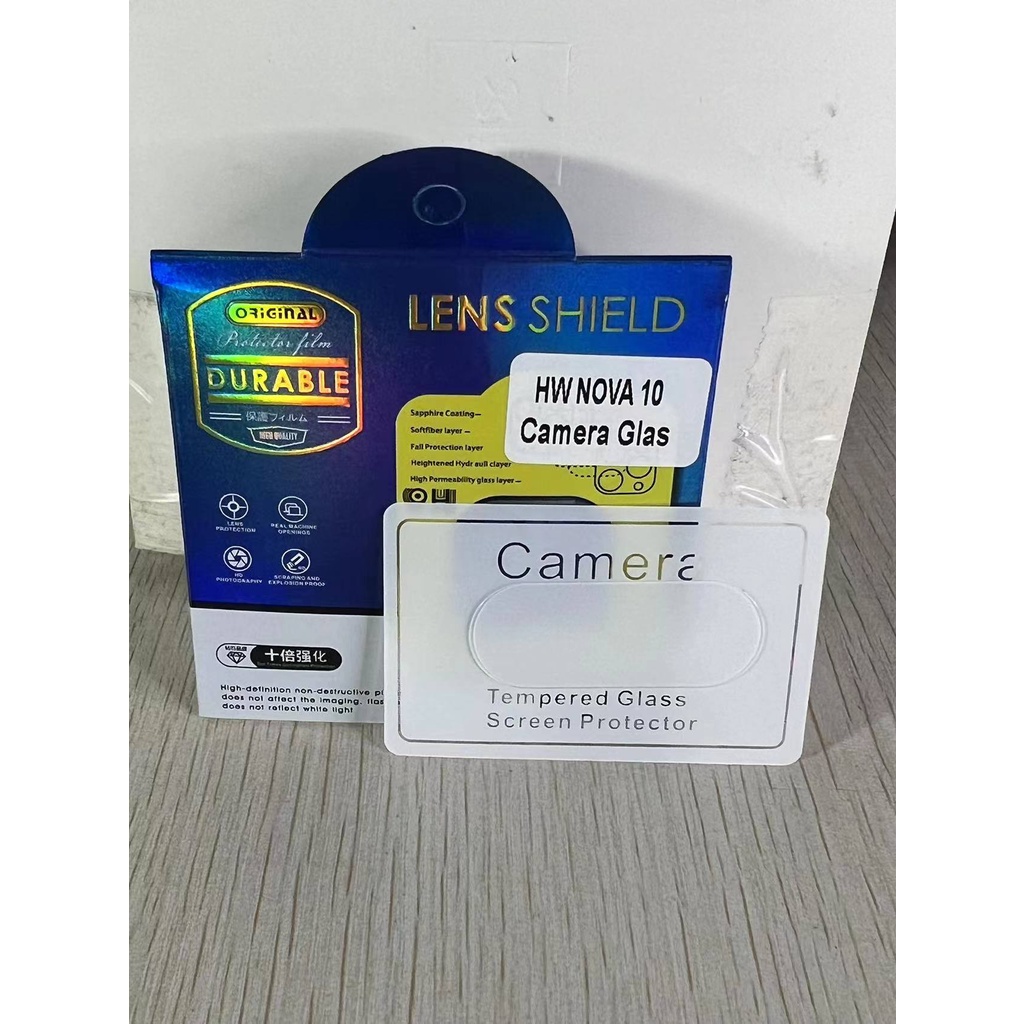 ORIGINAL
Protector film
DURABLE
保護フィルム
HIGH QUALITY
LENS SHIELD
HW NOVA 10
Camera Glas
Sapphire Coating
Softfiber layer
Fall Protection layer
Heightened Hydr aull clayer
High Permeability glass layer
LENS
PROTECTION
REAL MACHINE
OPENINGS
HD
PHOTOGRAPHY
SCRAPING AND
EXPLOSION PROOF
十倍强化
High-definition non-destructive
does not affect the imaging.
does not reflect white light
Camera
Tempered Glass
Screen Protector